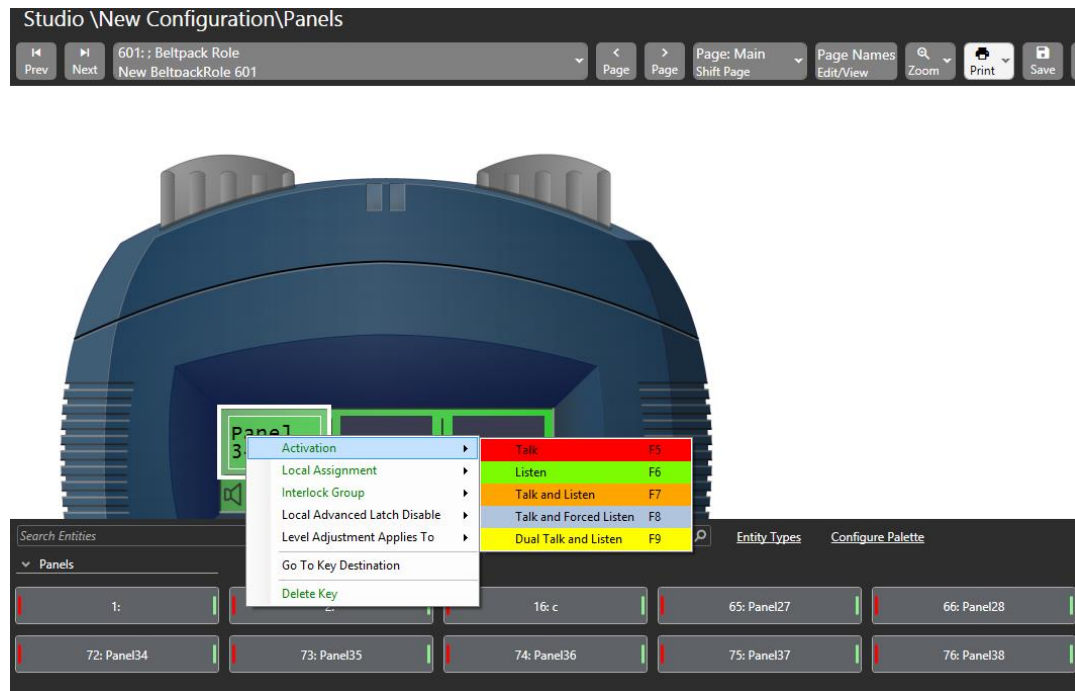 Studio \New Configuration\Panels
Prev
Next
601: ; Beltpack Role
New BeltpackRole 601
Page
Page
Page: Main
Shift Page
Page Names
Edit/View
Zoom
Print
Save
Panel
Activation
Local Assignment
Interlock Group
Local Advanced Latch Disable
Level Adjustment Applies To
Go To Key Destination
Delete Key
Talk F5
Listen F6
Talk and Listen F7
Talk and Forced Listen F8
Dual Talk and Listen F9
Search Entities
Entity Types
Configure Palette
Panels
1:
16: c
65: Panel27
66: Panel28
72: Panel34
73: Panel35
74: Panel36
75: Panel37
76: Panel38